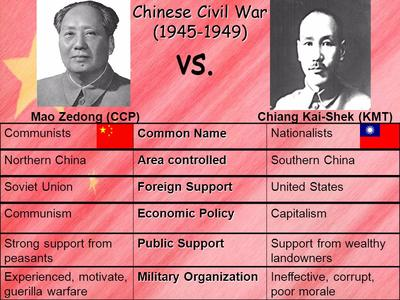 Chinese Civil War
(1945-1949)
vs.
Mao Zedong (CCP)
Chiang Kai-Shek (KMT)
Communists
Common Name
Nationalists
Northern China
Area controlled
Southern China
Soviet Union
Foreign Support
United States
Communism
Economic Policy
Capitalism
Strong support from
peasants
Public Support
Support from wealthy
landowners
Experienced, motivate,
guerilla warfare
Military Organization
Ineffective, corrupt,
poor morale